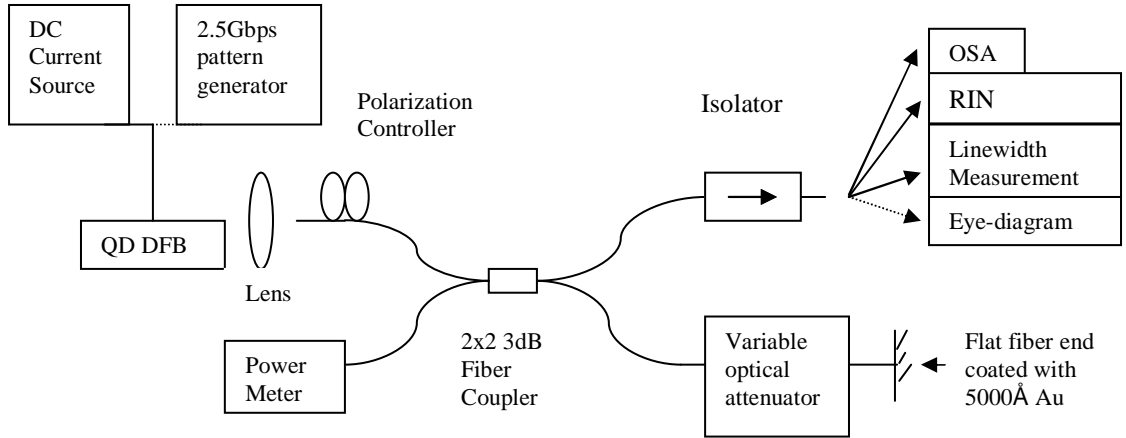 DC
Current
Source
2.5Gbps
pattern
generator
Polarization
Controller
Isolator
OSA
RIN
Linewidth
Measurement
Eye-diagram
QD DFB
Lens
Power
Meter
2x2 3dB
Fiber
Coupler
Variable
optical
attenuator
Flat fiber end
coated with
5000Å Au